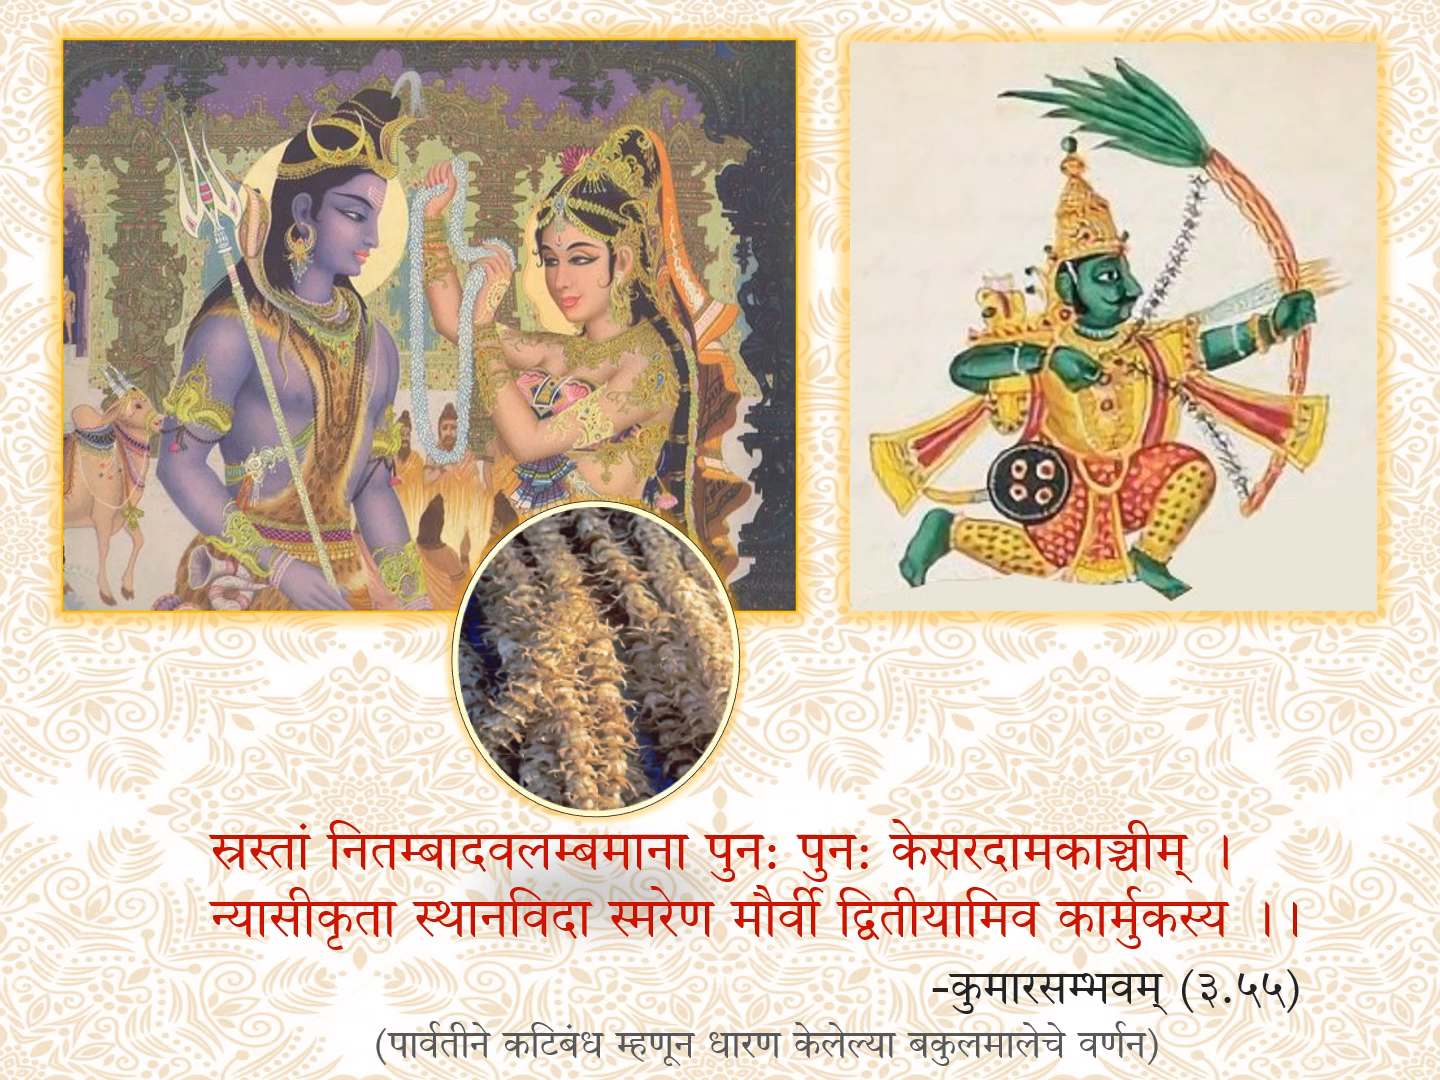 स्रस्तां नितम्बादवलम्बमाना पुनः पुनः केसरदामकाञ्चीम् ।
न्यासीकृता स्थानविदा स्मरेण मौर्वी द्वितीयामिव कार्मुकस्य ।।
-कुमारसम्भवम् (३.५५)
(पार्वतीने कटिबंध म्हणून धारण केलेल्या बकुलमालेचे वर्णन)